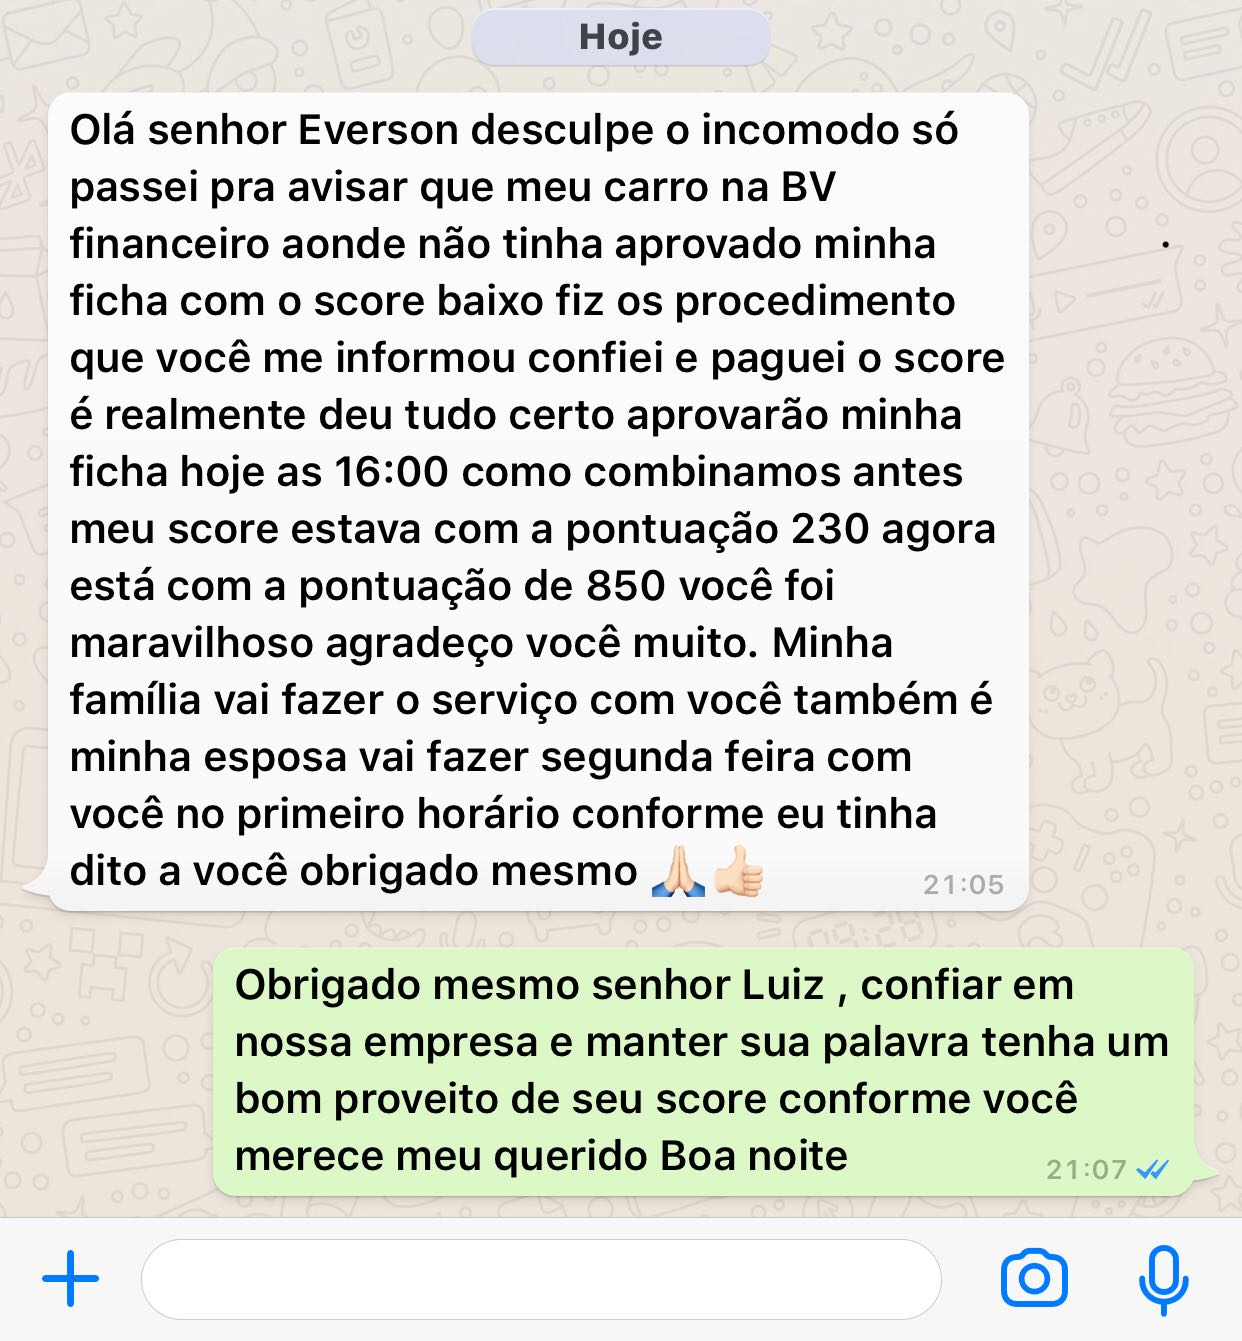 Hoje
Olá senhor Everson desculpe o incomodo só
passei pra avisar que meu carro na BV
financeiro aonde não tinha aprovado minha
ficha com o score baixo fiz os procedimento
que você me informou confiei e paguei o score
é realmente deu tudo certo aprovarão minha
ficha hoje as 16:00 como combinamos antes
meu score estava com a pontuação 230 agora
está com a pontuação de 850 você foi
maravilhoso agradeço você muito. Minha
família vai fazer o serviço com você também é
minha esposa vai fazer segunda feira com
você no primeiro horário conforme eu tinha
dito a você obrigado mesmo 🙏🏻👍🏻
21:05
Obrigado mesmo senhor Luiz , confiar em
nossa empresa e manter sua palavra tenha um
bom proveito de seu score conforme você
merece meu querido Boa noite
21:07